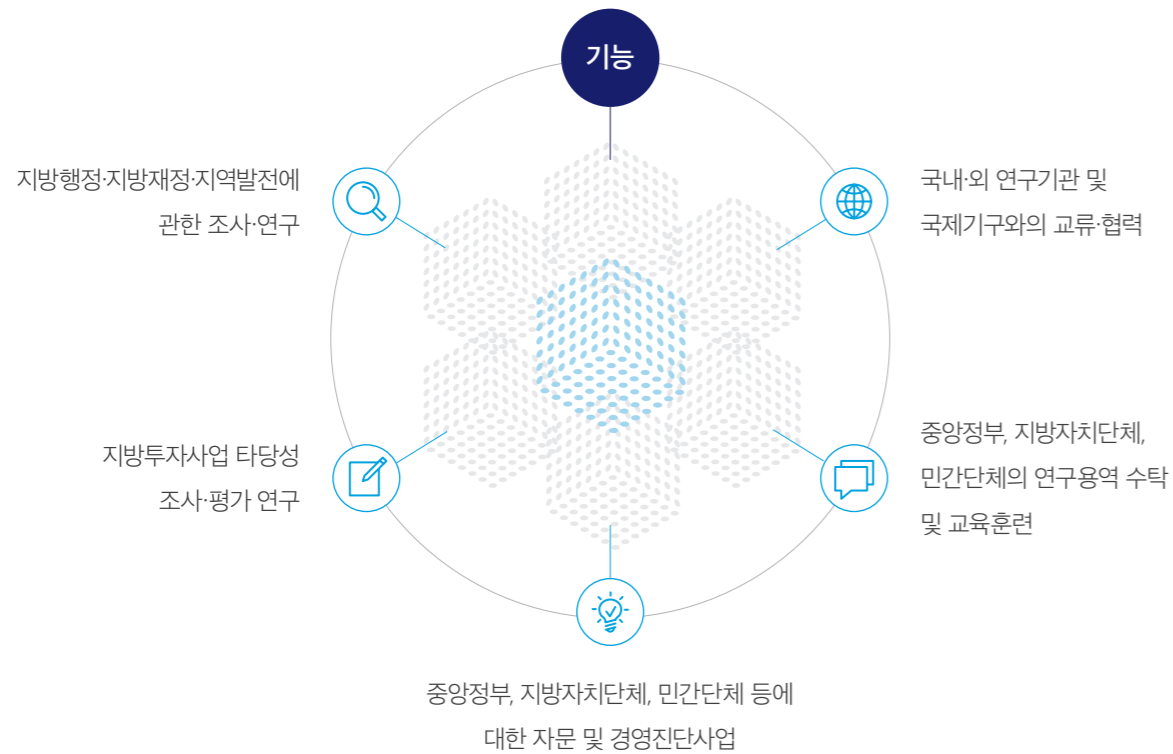 기능
지방행정·지방재정·지역발전에
관한 조사·연구
국내·외 연구기관 및
국제기구와의 교류·협력
지방투자사업 타당성
조사·평가 연구
중앙정부, 지방자치단체,
민간단체의 연구용역 수탁
및 교육훈련
중앙정부, 지방자치단체, 민간단체 등에
대한 자문 및 경영진단사업